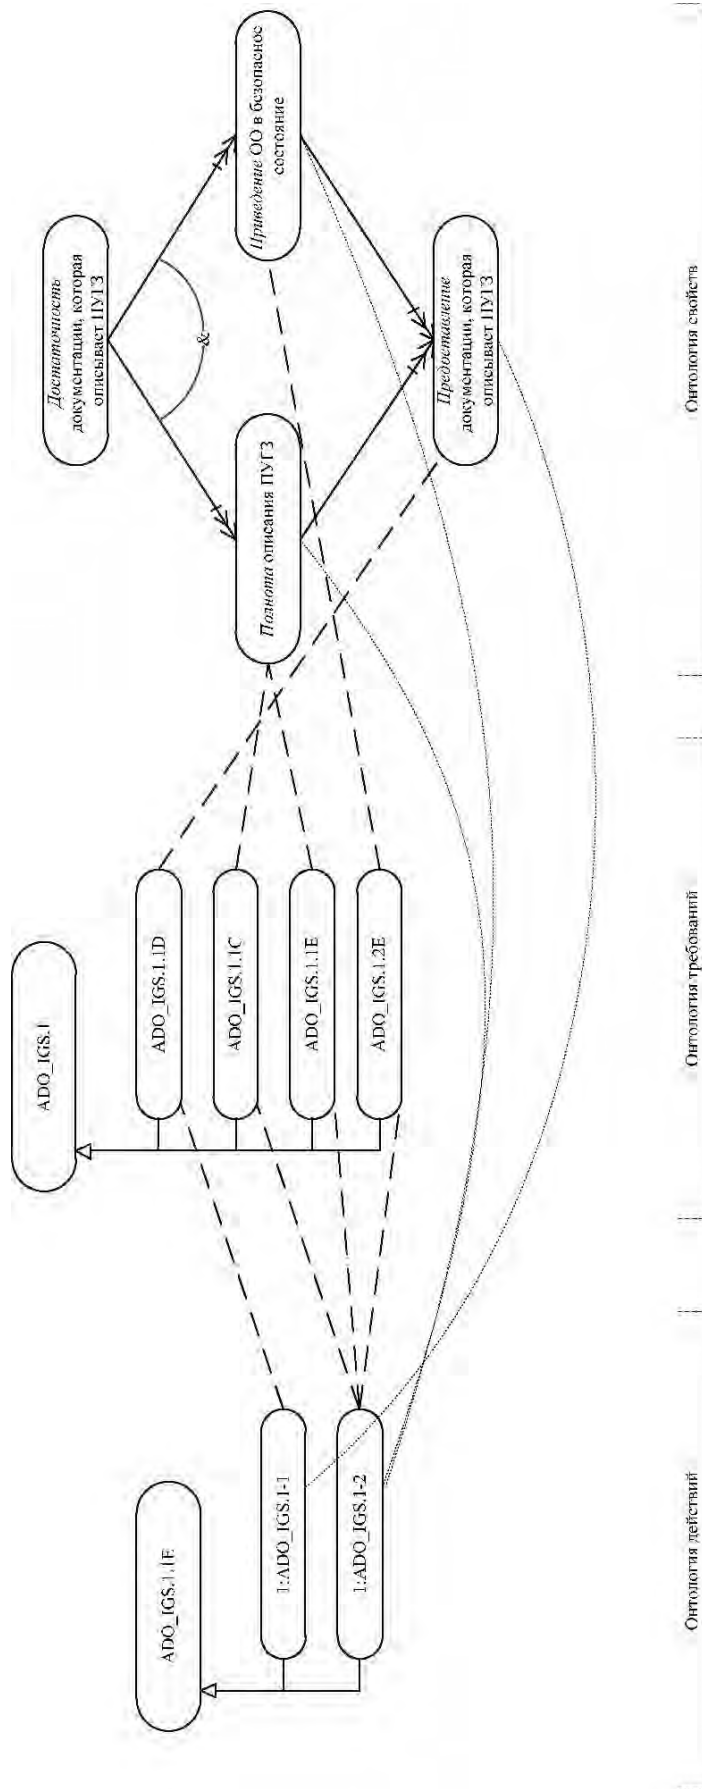 ADO_IGS.1.1E
1:ADO_IGS.1-1
1:ADO_IGS.1-2
Онтология действий
ADO_IGS.1
ADO_IGS.1.1D
ADO_IGS.1.1C
ADO_IGS.1.1E
ADO_IGS.1.2E
Онтология требований
Достаточность
документации, которая
описывает ПУГЗ
&
Полнота описания ПУГЗ
Приведение ОО в безопасное
состояние
Предоставление
документации, которая
описывает ПУГЗ
Онтология свойств